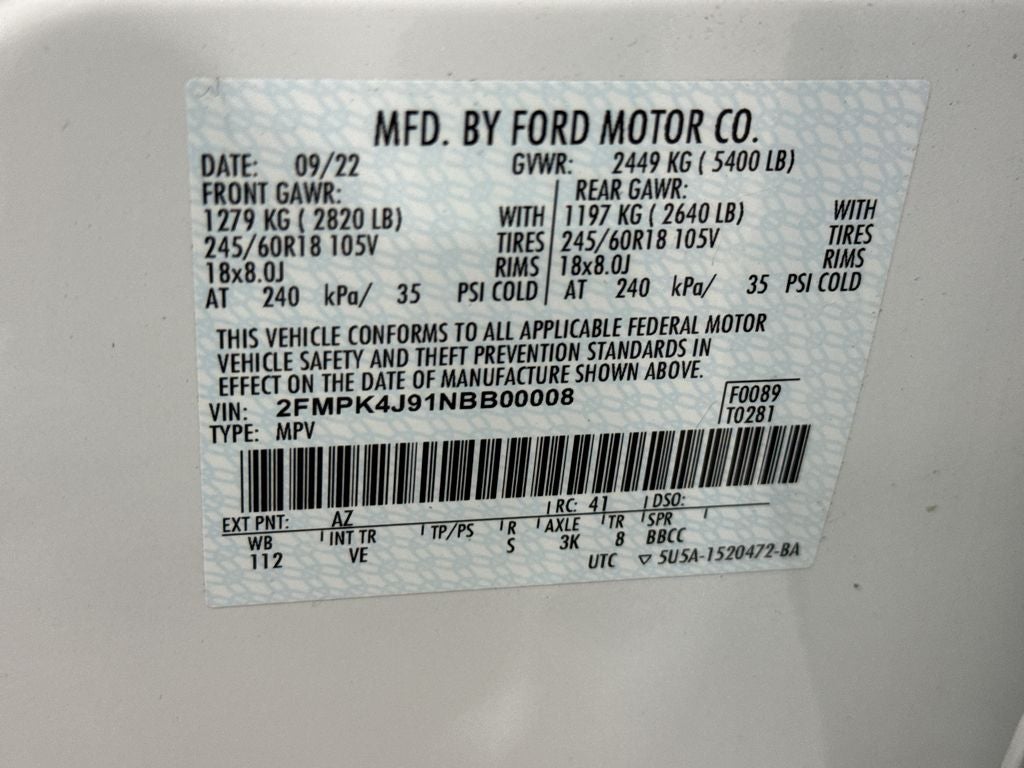 MFD. BY FORD MOTOR CO.
DATE: 09/22 GVWR: 2449 KG ( 5400 LB)
FRONT GAWR: REAR GAWR:
1279 KG ( 2820 LB) WITH 1197 KG ( 2640 LB) WITH
245/60R18 105V TIRES 245/60R18 105V TIRES
18x8.0J RIMS 18x8.0J RIMS
AT 240 kPa/ 35 PSI COLD AT 240 kPa/ 35 PSI COLD
THIS VEHICLE CONFORMS TO ALL APPLICABLE FEDERAL MOTOR
VEHICLE SAFETY AND THEFT PREVENTION STANDARDS IN
EFFECT ON THE DATE OF MANUFACTURE SHOWN ABOVE.
VIN: 2FMPK4J91NBB00008 F0089
TYPE: MPV T0281
EXT PNT: AZ RC: 41 DSO:
WB INT TR TP/PS R AXLE TR SPR
112 VE S 3K 8 BBCC
UTC ▽ 5U5A-1520472-BA